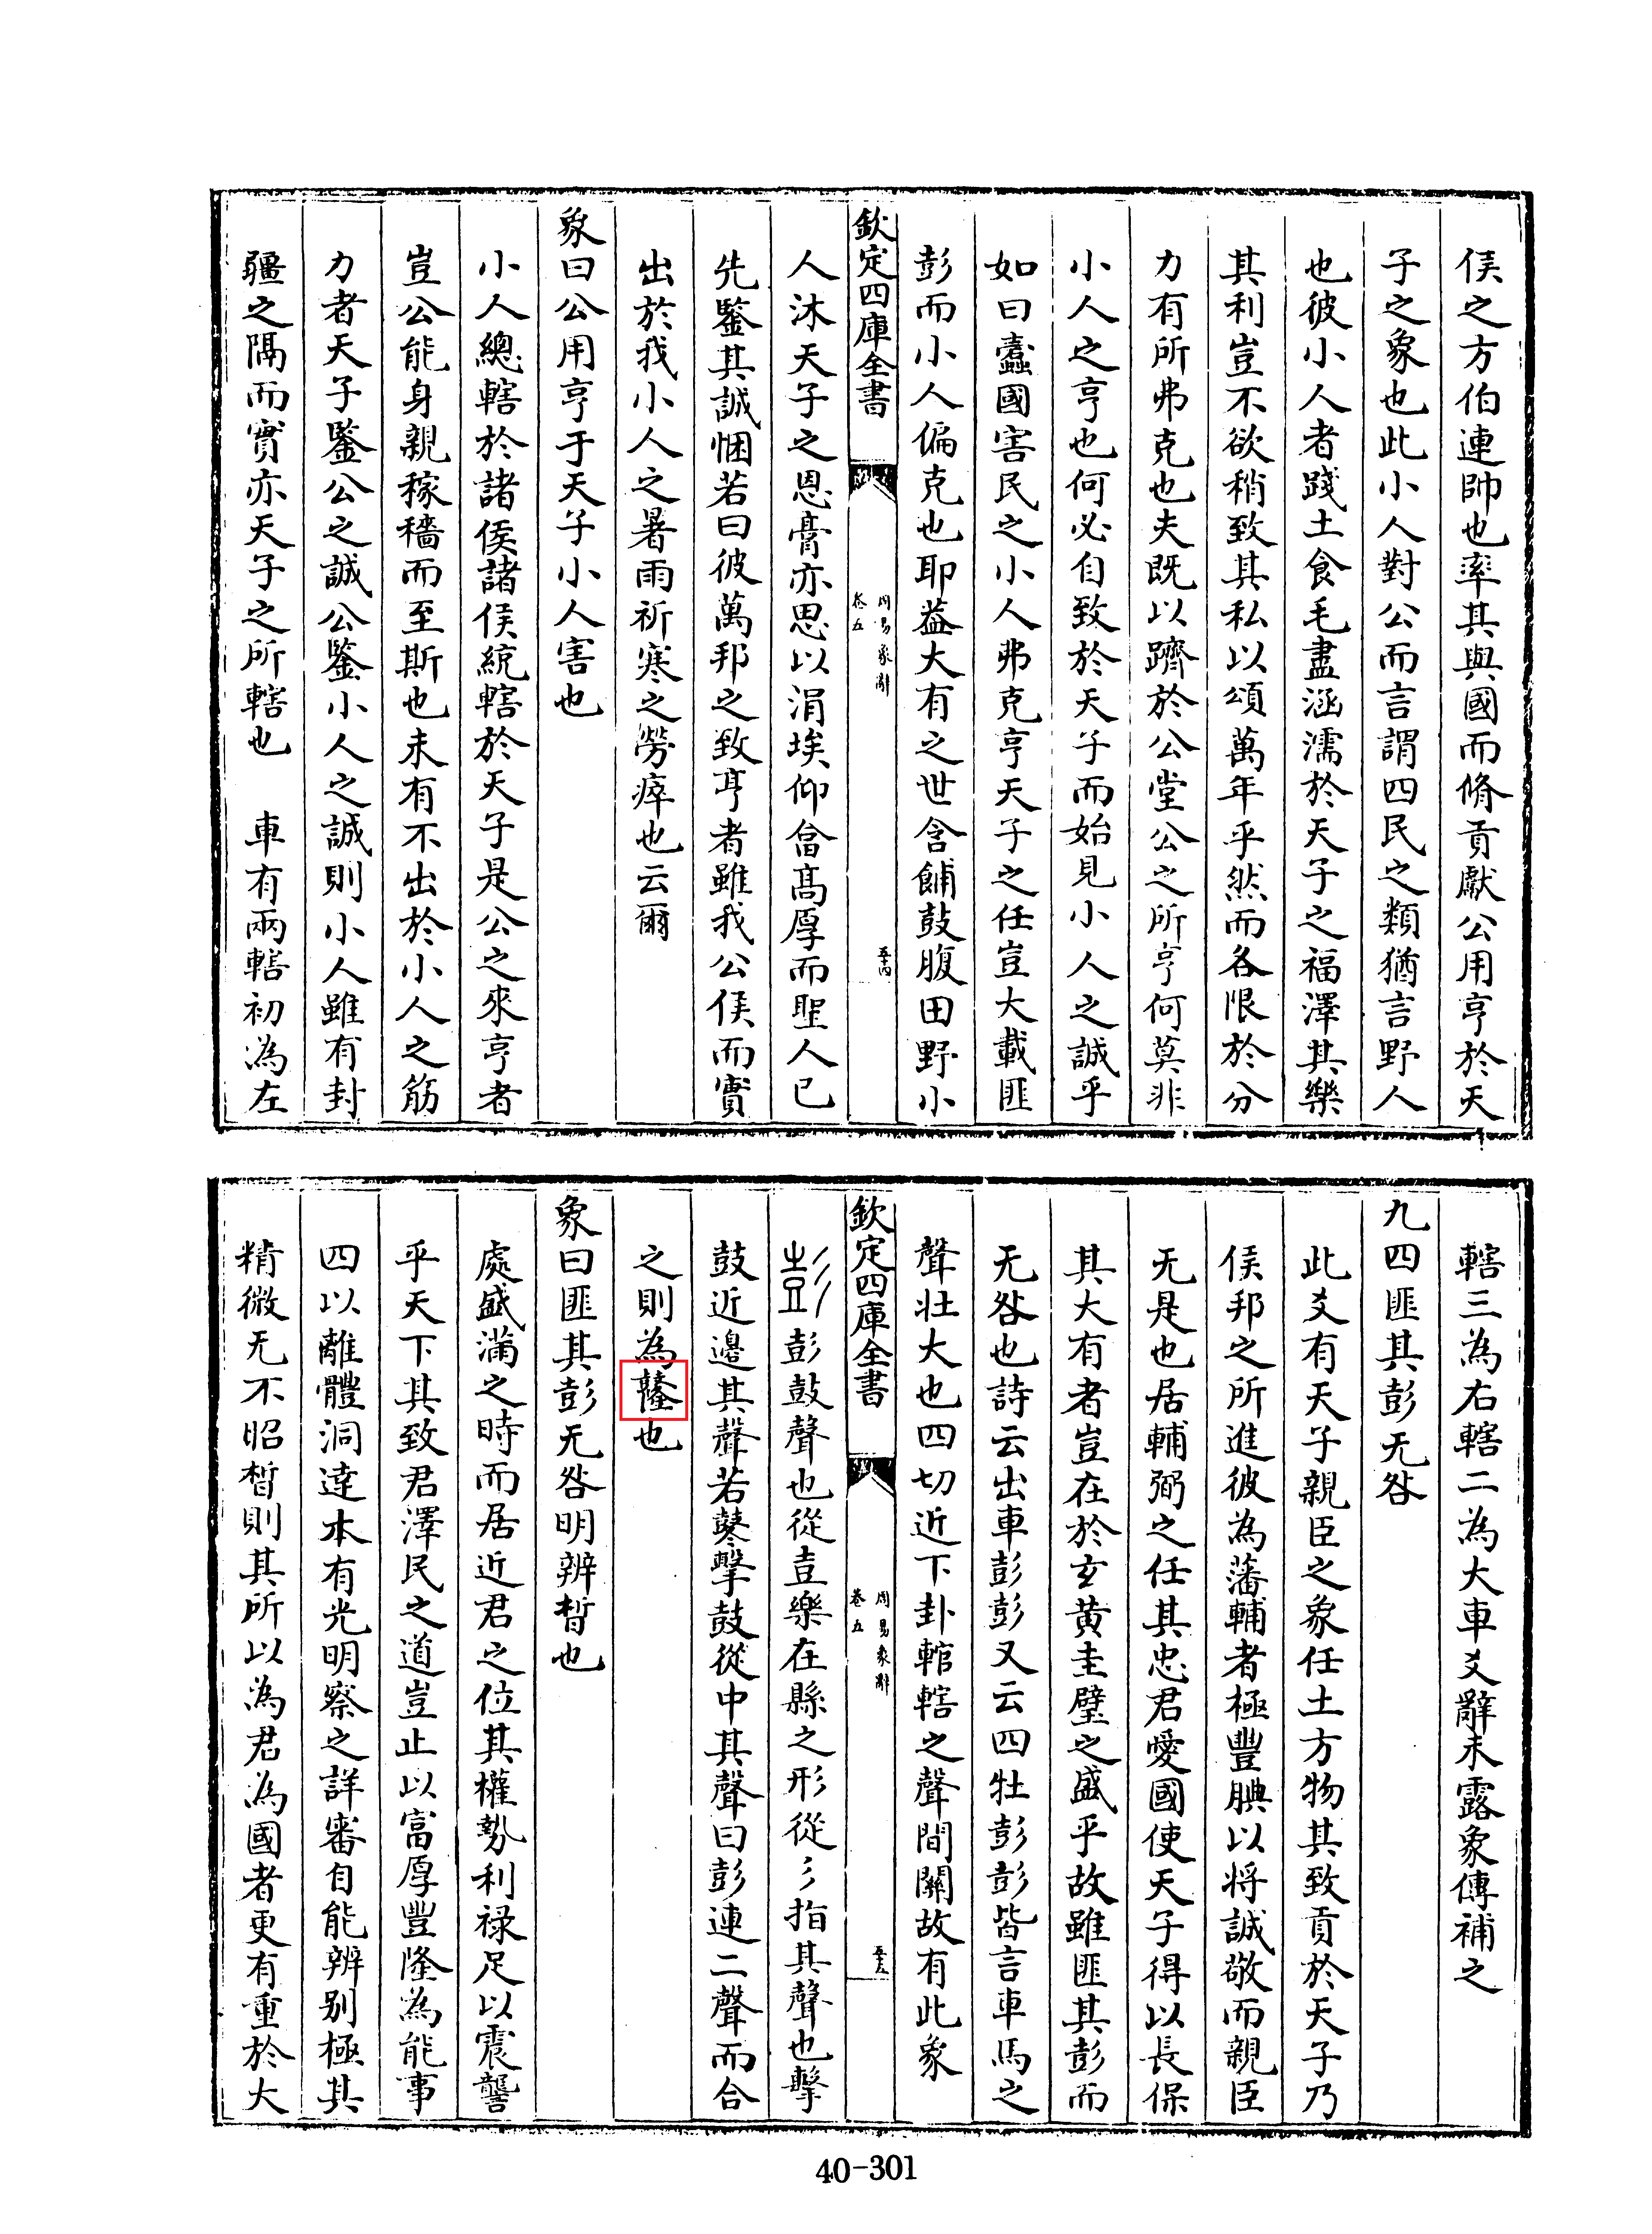 侯之方伯連帥也率其與國而脩貢獻公用亨於天
子之象也此小人對公而言謂四民之類猶言野人
也彼小人者踐土食毛盡涵濡於天子之福澤其樂
其利豈不欲稍致其私以頌萬年乎然而各限於分
力有所弗克也夫既以躋於公堂公之所亨何莫非
小人之亨也何必自致於天子而始見小人之誠乎
如曰蠧國害民之小人弗克亨天子之任豈大載匪
彭而小人偏克也耶葢大有之世含餔鼓腹田野小
欽定四庫全書
周易象辭
卷五
五十四
人沐天子之恩膏亦思以涓埃仰畣髙厚而聖人已
先鑒其誠悃若曰彼萬邦之致亨者雖我公侯而實
出於我小人之暑雨祈寒之勞瘁也云爾
象曰公用亨于天子小人害也
小人總轄於諸侯諸侯統轄於天子是公之來亨者
豈公能身親稼穡而至斯也未有不出於小人之筋
力者天子鑒公之誠公鑒小人之誠則小人雖有封
疆之隔而實亦天子之所轄也 車有兩轄初為左
轄三為右轄二為大車爻辭未露象傳補之
九四匪其彭无咎
此爻有天子親臣之象任土方物其致貢於天子乃
侯邦之所進彼為藩輔者極豐腆以將誠敬而親臣
无是也居輔弼之任其忠君愛國使天子得以長保
其大有者豈在於玄黃圭璧之盛乎故雖匪其彭而
无咎也詩云出車彭彭又云四牡彭彭皆言車馬之
聲壯大也四切近下卦輨轄之聲間關故有此象
欽定四庫全書
周易象辭
卷五
五十五
彭彭鼓聲也從壴樂在縣之形從彡指其聲也擊
鼓近邊其聲若鼕擊鼓從中其聲曰彭連二聲而合
之則為鼟也
象曰匪其彭无咎明辨晳也
處盛滿之時而居近君之位其權勢利祿足以震讋
乎天下其致君澤民之道豈止以富厚豐隆為能事
四以離體洞達本有光明察之詳審自能辨别極其
精微无不昭晳則其所以為君為國者更有重於大
40-301